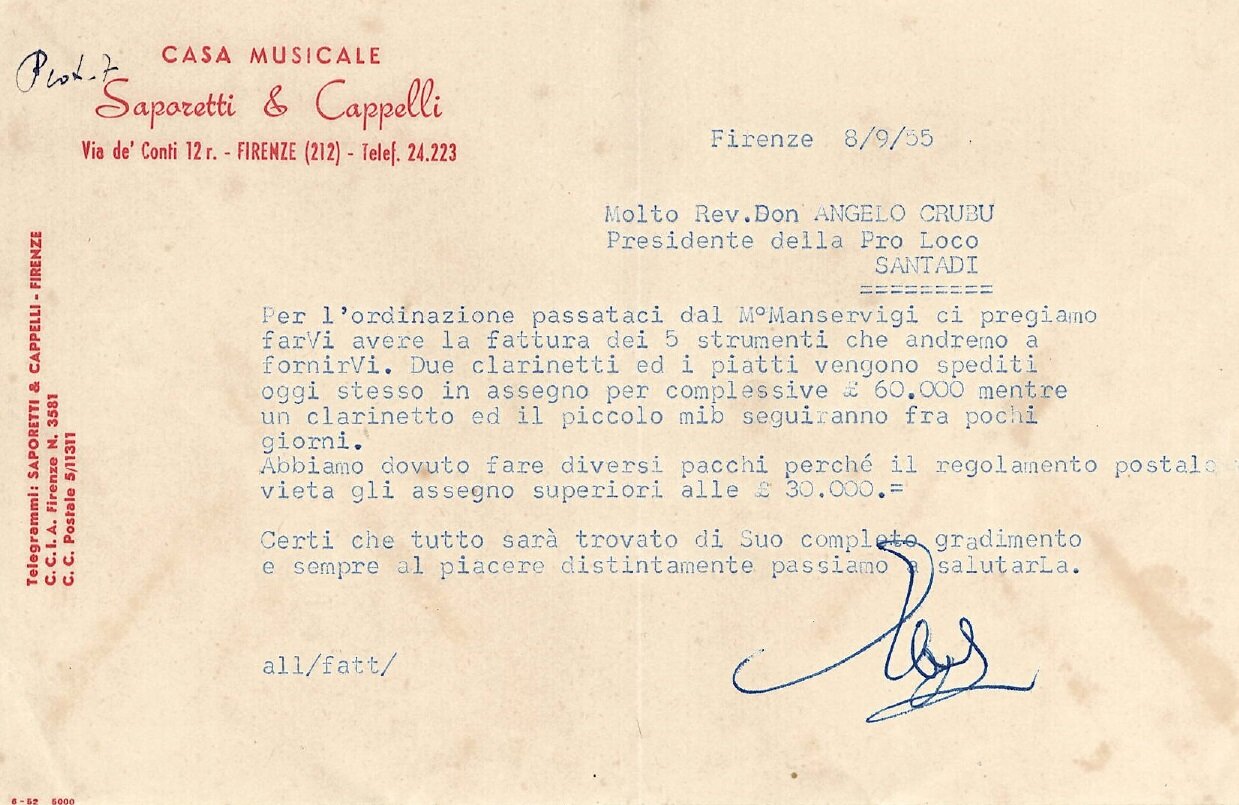 Prot. 7
CASA MUSICALE
Saporetti & Cappelli
Via de' Conti 12 r. - FIRENZE (212) - Telef. 24.223
Firenze 8/9/55
Molto Rev.Don ANGELO CRUBU
Presidente della Pro Loco
SANTADI
=========
Per l'ordinazione passataci dal M°Manservigi ci pregiamo
farVi avere la fattura dei 5 strumenti che andremo a
fornirVi. Due clarinetti ed i piatti vengono spediti
oggi stesso in assegno per complessive £ 60.000 mentre
un clarinetto ed il piccolo mib seguiranno fra pochi
giorni.
Abbiamo dovuto fare diversi pacchi perché il regolamento postale
vieta gli assegno superiori alle £ 30.000.=
Certi che tutto sarà trovato di Suo completo gradimento
e sempre al piacere distintamente passiamo a salutarLa.
all/fatt/
Telegrammi: SAPORETTI & CAPPELLI - FIRENZE
C.C.I.A. Firenze N. 3581
C. C. Postale 5/11311
6 - 52 5000